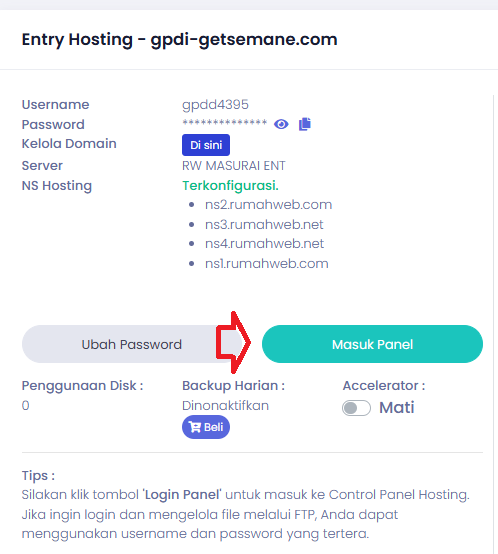 Entry Hosting - gpdi-getsemane.com
Username gpdd4395
Password **************
Kelola Domain Di sini
Server RW MASURAI ENT
NS Hosting Terkonfigurasi.
• ns2.rumahweb.com
• ns3.rumahweb.net
• ns4.rumahweb.net
• ns1.rumahweb.com
Ubah Password Masuk Panel
Penggunaan Disk : Backup Harian : Accelerator :
0 Dinonaktifkan Mati
Beli
Tips :
Silakan klik tombol 'Login Panel' untuk masuk ke Control Panel Hosting.
Jika ingin login dan mengelola file melalui FTP, Anda dapat
menggunakan username dan password yang tertera.